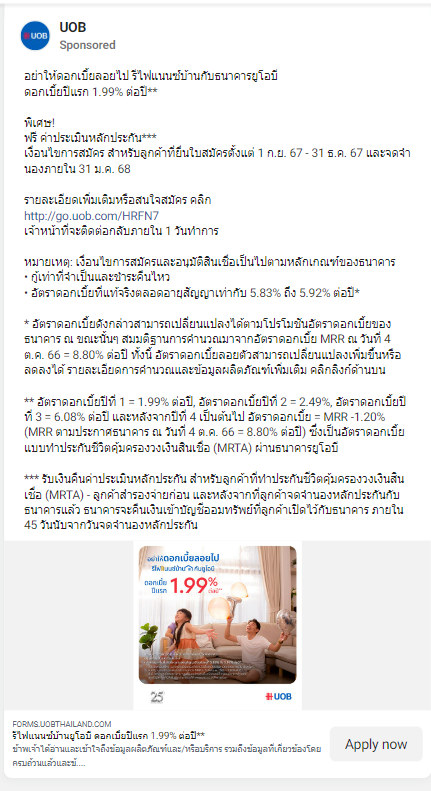 UOB
UOB
Sponsored
อย่าให้ดอกเบี้ยลอยไป รีไฟแนนซ์บ้านกับธนาคารยูโอบี
ดอกเบี้ยปีแรก 1.99% ต่อปี**
พิเศษ!
ฟรี ค่าประเมินหลักประกัน***
เงื่อนไขการสมัคร สำหรับลูกค้าที่ยื่นใบสมัครตั้งแต่ 1 ก.ย. 67 - 31 ธ.ค. 67 และจดจำ
นองภายใน 31 ม.ค. 68
รายละเอียดเพิ่มเติมหรือสนใจสมัคร คลิก
http://go.uob.com/HRFN7
เจ้าหน้าที่จะติดต่อกลับภายใน 1 วันทำการ
หมายเหตุ: เงื่อนไขการสมัครและอนุมัติสินเชื่อเป็นไปตามหลักเกณฑ์ของธนาคาร
• กู้เท่าที่จำเป็นและชำระคืนไหว
• อัตราดอกเบี้ยที่แท้จริงตลอดอายุสัญญาเท่ากับ 5.83% ถึง 5.92% ต่อปี*
* อัตราดอกเบี้ยดังกล่าวสามารถเปลี่ยนแปลงได้ตามโปรโมชันอัตราดอกเบี้ยของ
ธนาคาร ณ ขณะนั้นๆ สมมติฐานการคำนวณมาจากอัตราดอกเบี้ย MRR ณ วันที่ 4
ต.ค. 66 = 8.80% ต่อปี ทั้งนี้ อัตราดอกเบี้ยลอยตัวสามารถเปลี่ยนแปลงเพิ่มขึ้นหรือ
ลดลงได้ รายละเอียดการคำนวณและข้อมูลผลิตภัณฑ์เพิ่มเติม คลิกลิงก์ด้านบน
** อัตราดอกเบี้ยปีที่ 1 = 1.99% ต่อปี, อัตราดอกเบี้ยปีที่ 2 = 2.49%, อัตราดอกเบี้ยปี
ที่ 3 = 6.08% ต่อปี และหลังจากปีที่ 4 เป็นต้นไป อัตราดอกเบี้ย = MRR -1.20%
(MRR ตามประกาศธนาคาร ณ วันที่ 4 ต.ค. 66 = 8.80% ต่อปี) ซึ่งเป็นอัตราดอกเบี้ย
แบบทำประกันชีวิตคุ้มครองวงเงินสินเชื่อ (MRTA) ผ่านธนาคารยูโอบี
*** รับเงินคืนค่าประเมินหลักประกัน สำหรับลูกค้าที่ทำประกันชีวิตคุ้มครองวงเงินสิน
เชื่อ (MRTA) - ลูกค้าสำรองจ่ายก่อน และหลังจากที่ลูกค้าจดจำนองหลักประกันกับ
ธนาคารแล้ว ธนาคารจะคืนเงินเข้าบัญชีออมทรัพย์ที่ลูกค้าเปิดไว้กับธนาคาร ภายใน
45 วันนับจากวันจดจำนองหลักประกัน
อย่าให้ดอกเบี้ยลอยไป
รีไฟแนนซ์บ้าน กับยูโอบี
ดอกเบี้ย
ปีแรก 1.99% ต่อปี**
25
UOB
FORMS.UOBTHAILAND.COM
รีไฟแนนซ์บ้านยูโอบี ดอกเบี้ยปีแรก 1.99% ต่อปี**
ข้าพเจ้าได้อ่านและเข้าใจถึงข้อมูลผลิตภัณฑ์และ/หรือบริการ รวมถึงข้อมูลที่เกี่ยวข้องโดย
ครบถ้วนแล้วและข้....
Apply now